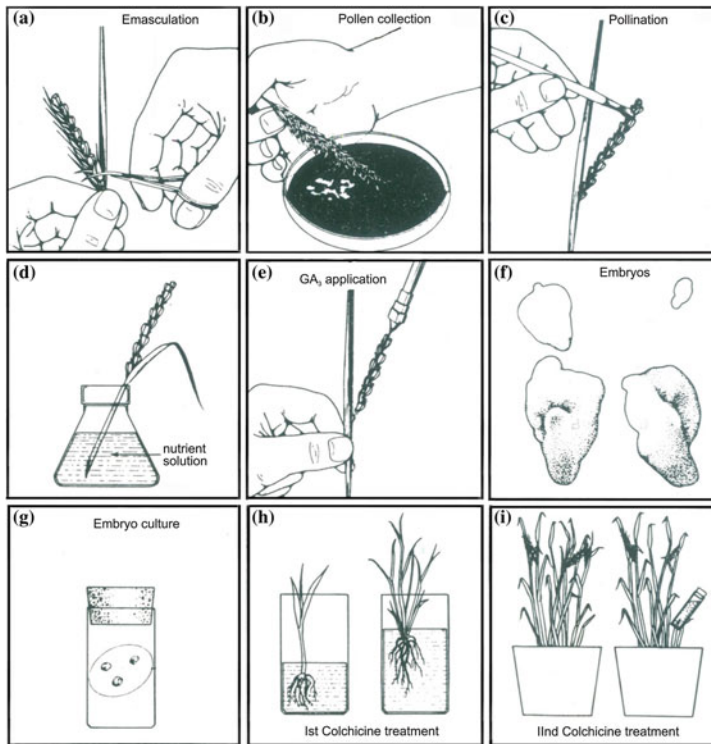 (a) Emasculation
(b) Pollen collection
(c) Pollination
(d)
nutrient
solution
(e) GA₃ application
(f) Embryos
(g) Embryo culture
(h)
Ist Colchicine treatment
(i)
IInd Colchicine treatment